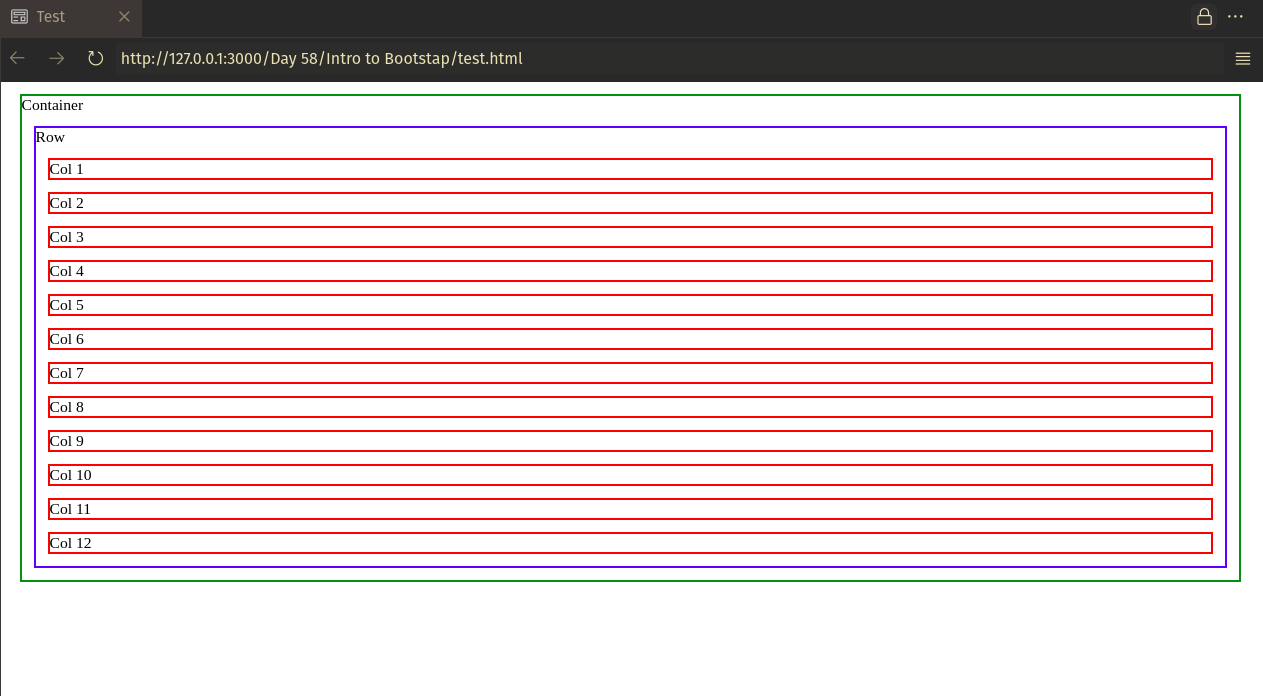 Test
http://127.0.0.1:3000/Day 58/Intro to Bootstap/test.html
Container
Row
Col 1
Col 2
Col 3
Col 4
Col 5
Col 6
Col 7
Col 8
Col 9
Col 10
Col 11
Col 12